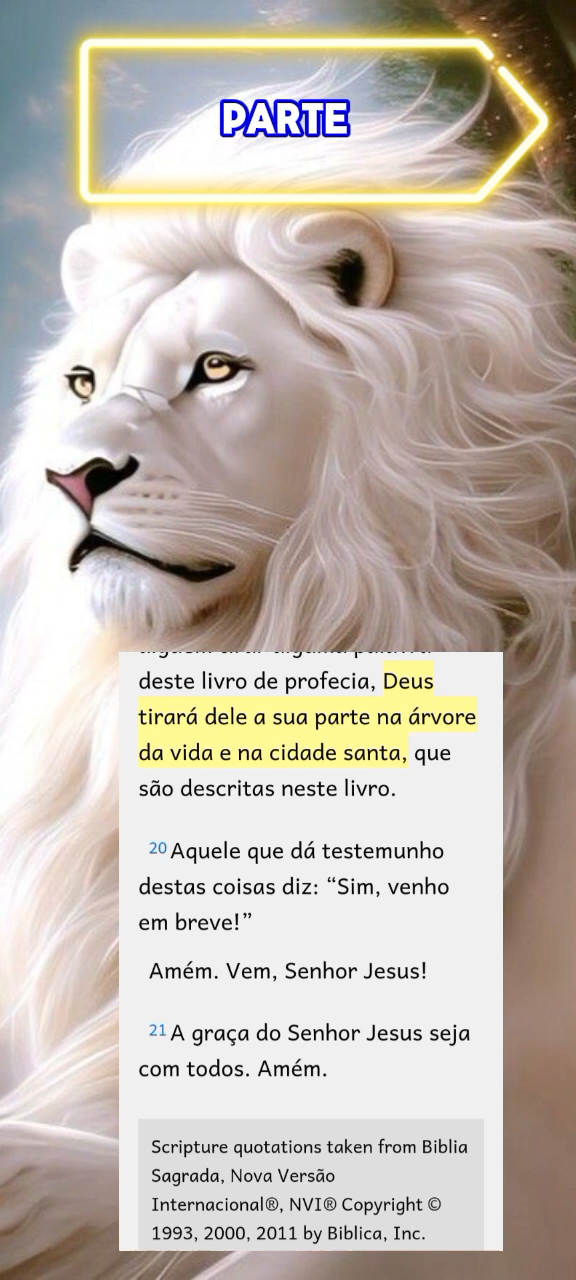 PARTE
deste livro de profecia, Deus
tirará dele a sua parte na árvore
da vida e na cidade santa, que
são descritas neste livro.
20 Aquele que dá testemunho
destas coisas diz: “Sim, venho
em breve!”
Amém. Vem, Senhor Jesus!
21 A graça do Senhor Jesus seja
com todos. Amém.
Scripture quotations taken from Biblia
Sagrada, Nova Versão
Internacional®, NVI® Copyright ©
1993, 2000, 2011 by Biblica, Inc.